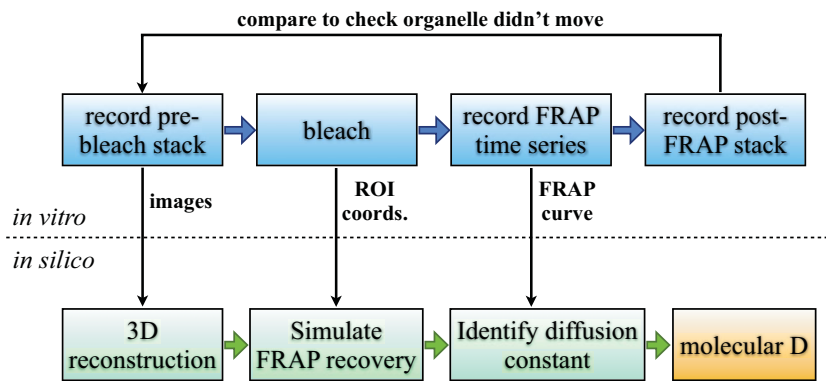 compare to check organelle didn't move
record pre-
bleach stack
bleach
record FRAP
time series
record post-
FRAP stack
images
ROI
coords.
FRAP
curve
in vitro
in silico
3D
reconstruction
Simulate
FRAP recovery
Identify diffusion
constant
molecular D